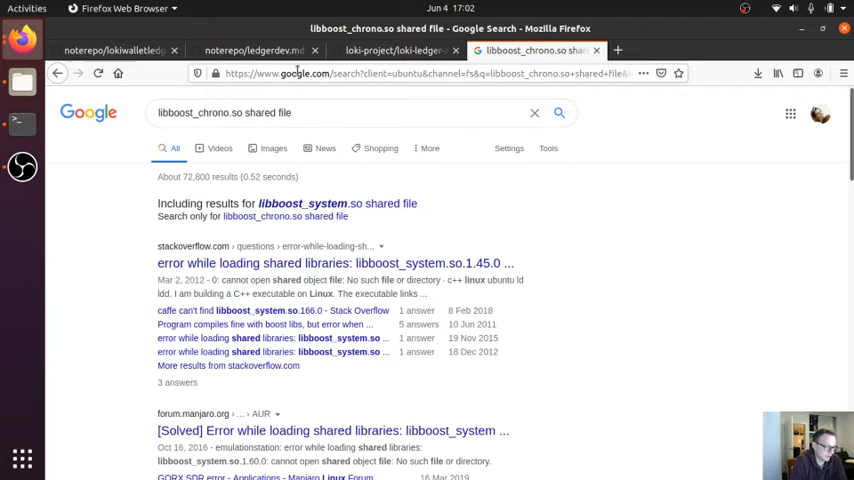 Activities Firefox Web Browser Jun 4 17:02
libboost_chrono.so shared file - Google Search - Mozilla Firefox
noterepo/lokiwalletled noterepo/ledgerdev.md loki-project/loki-ledger- libboost_chrono.so shar
https://www.google.com/search?client=ubuntu&channel=fs&q=libboost_chrono.so+shared+file&
Google libboost_chrono.so shared file
All Videos Images News Shopping More Settings Tools
About 72,800 results (0.52 seconds)
Including results for libboost_system.so shared file
Search only for libboost_chrono.so shared file
stackoverflow.com › questions › error-while-loading-sh...
error while loading shared libraries: libboost_system.so.1.45.0 ...
Mar 2, 2012 - 0: cannot open shared object file: No such file or directory · c++ linux ubuntu ld
ldd. I am building a C++ executable on Linux. The executable links ...
caffe can't find libboost_system.so.166.0 - Stack Overflow 1 answer 8 Feb 2018
Program compiles fine with boost libs, but error when ... 5 answers 10 Jun 2011
error while loading shared libraries: libboost_system.so ... 1 answer 19 Nov 2015
error while loading shared libraries: libboost_system.so ... 1 answer 18 Dec 2012
More results from stackoverflow.com
3 answers
forum.manjaro.org › ... › AUR
[Solved] Error while loading shared libraries: libboost_system ...
Oct 16, 2016 - emulationstation: error while loading shared libraries:
libboost_system.so.1.60.0: cannot open shared object file: No such file or directory.
GQRX SDR error - Applications - Manjaro Linux Forum 16 Mar 2019